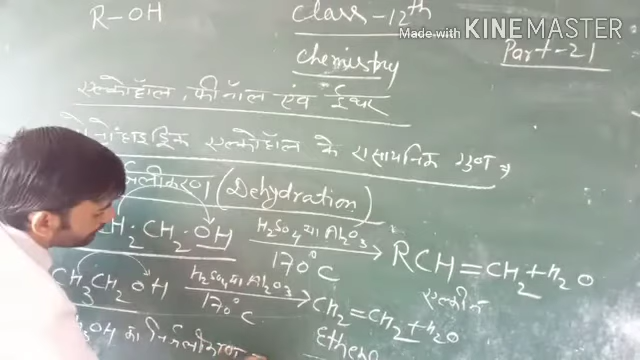 R-OH
Class-12th
Made with KINEMASTER
Chemistry
Part-21
एल्कोहॉल, फीनॉल एवं ईथर
मोनोहाइड्रिक एल्कोहॉल के रासायनिक गुण →
(Dehydration)
CH₂CH₂OH H₂SO₄ या Al₂O₃ 170°C → RCH=CH₂+H₂O
एल्कीन
CH₃CH₂OH H₂SO₄ या Al₂O₃ 170°C → CH₂=CH₂+H₂O
Ethene
OH का निर्जलीकरण